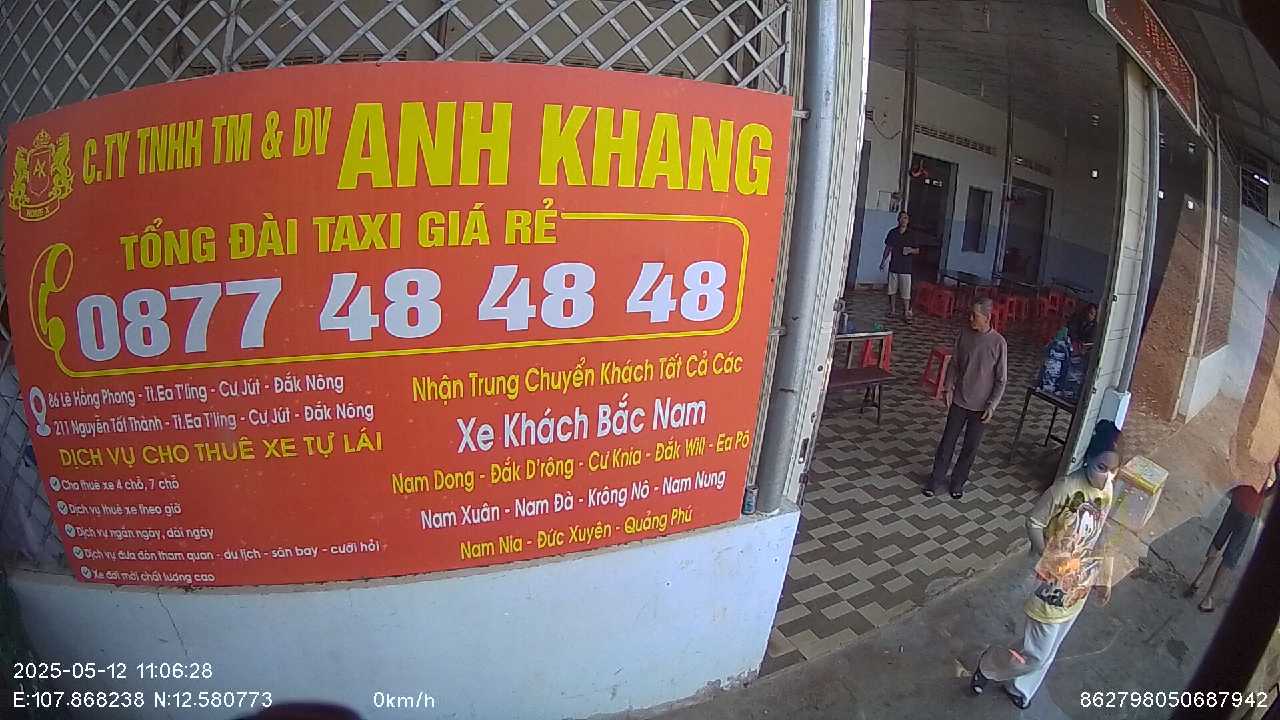 C.TY TNHH TM & DV ANH KHANG
TỔNG ĐÀI TAXI GIÁ RẺ
0877 48 48 48
86 Lê Hồng Phong - Tt.Ea T'ling - Cư Jút - Đắk Nông
211 Nguyễn Tất Thành - Tt.Ea T'ling - Cư Jút - Đắk Nông
DỊCH VỤ CHO THUÊ XE TỰ LÁI
Cho thuê xe 4 chỗ, 7 chỗ
Dịch vụ thuê xe theo giờ
Dịch vụ ngắn ngày, dài ngày
Dịch vụ đưa đón tham quan - du lịch - sân bay - cưới hỏi
Xe đời mới chất lượng cao
Nhận Trung Chuyển Khách Tất Cả Các
Xe Khách Bắc Nam
Nam Dong - Đắk D'rông - Cư Knia - Đắk Will - Ea Pô
Nam Xuân - Nam Đà - Krông Nô - Nam Nung
Nam Nia - Đức Xuyên - Quảng Phú
2025-05-12 11:06:28
E:107.868238 N:12.580773
0km/h
862798050687942